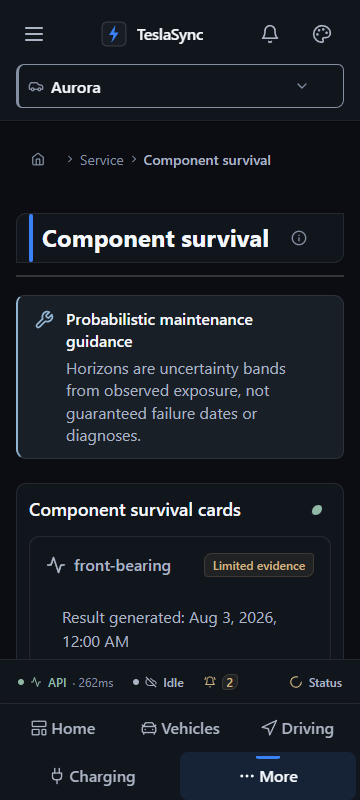 TeslaSync
Aurora
Service
Component survival
Component survival
Probabilistic maintenance
guidance
Horizons are uncertainty bands
from observed exposure, not
guaranteed failure dates or
diagnoses.
Component survival cards
front-bearing
Limited evidence
Result generated: Aug 3, 2026,
12:00 AM
API · 262ms
Idle
2
Status
Home
Vehicles
Driving
Charging
More